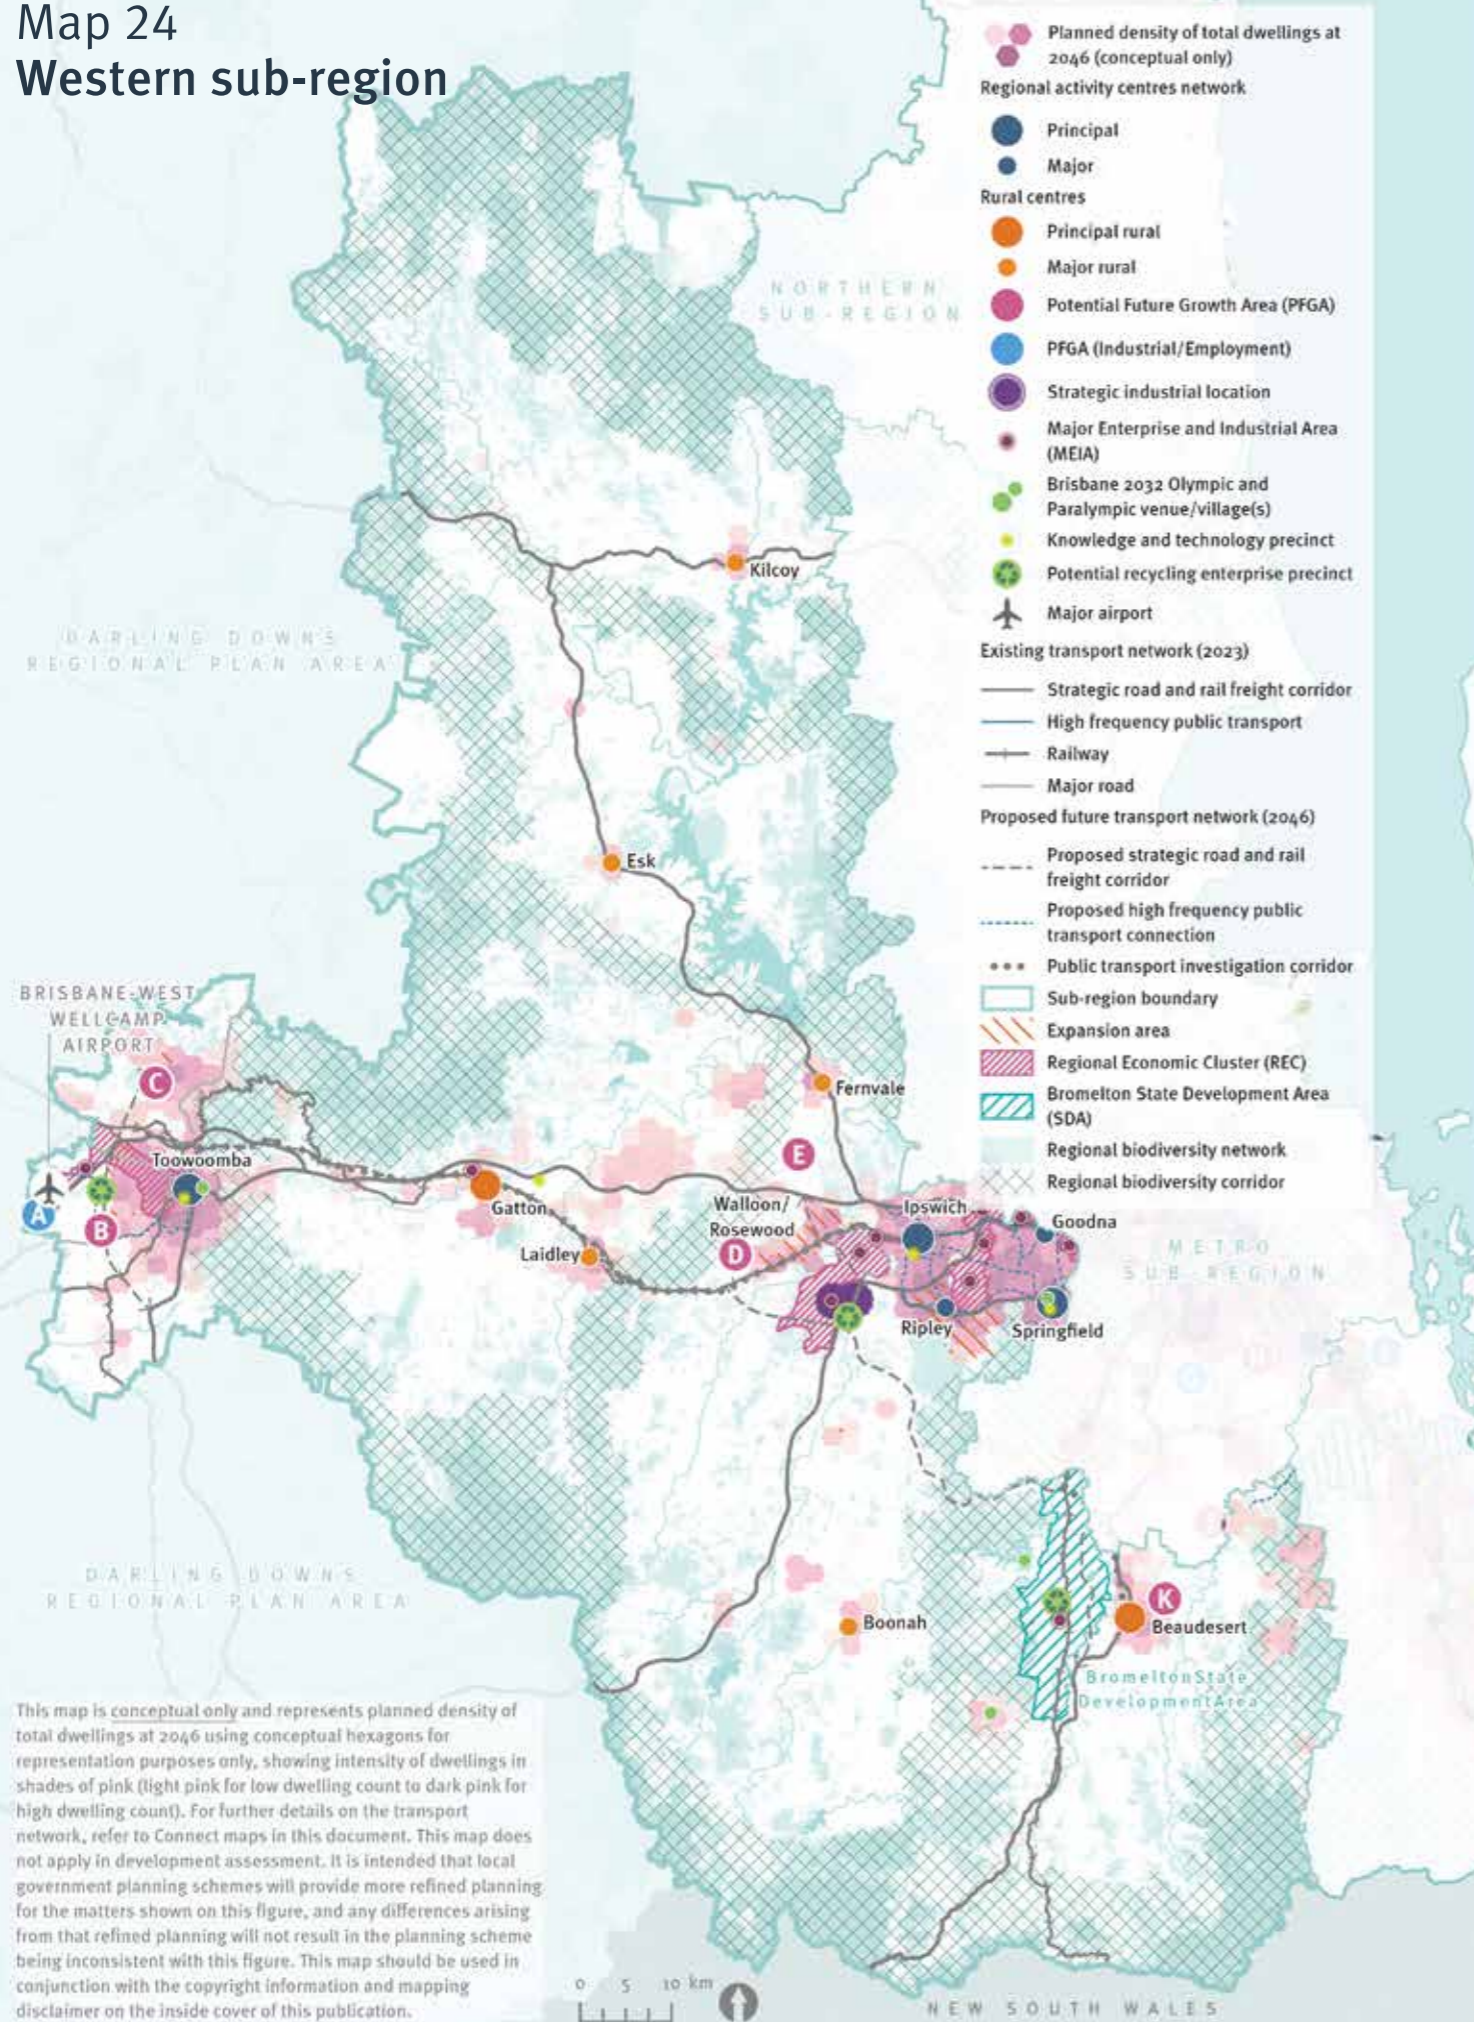 Map 24
Western sub-region
Planned density of total dwellings at
2046 (conceptual only)
Regional activity centres network
Principal
Major
Rural centres
Principal rural
Major rural
Potential Future Growth Area (PFGA)
PFGA (Industrial/Employment)
Strategic industrial location
Major Enterprise and Industrial Area
(MEIA)
Brisbane 2032 Olympic and
Paralympic venue/village(s)
Knowledge and technology precinct
Potential recycling enterprise precinct
Major airport
Existing transport network (2023)
Strategic road and rail freight corridor
High frequency public transport
Railway
Major road
Proposed future transport network (2046)
Proposed strategic road and rail
freight corridor
Proposed high frequency public
transport connection
Public transport investigation corridor
Sub-region boundary
Expansion area
Regional Economic Cluster (REC)
Bromelton State Development Area
(SDA)
Regional biodiversity network
Regional biodiversity corridor
NORTHERN
SUB-REGION
Kilcoy
DARLING DOWNS
REGIONAL PLAN AREA
Esk
BRISBANE-WEST
WELLCAMP
AIRPORT
C
Fernvale
E
Toowoomba
A
B
Gatton
Laidley
Walloon/
Rosewood
D
Ipswich
Goodna
METRO
SUB-REGION
Ripley
Springfield
DARLING DOWNS
REGIONAL PLAN AREA
Boonah
K
Beaudesert
Bromelton State
Development Area
This map is conceptual only and represents planned density of
total dwellings at 2046 using conceptual hexagons for
representation purposes only, showing intensity of dwellings in
shades of pink (light pink for low dwelling count to dark pink for
high dwelling count). For further details on the transport
network, refer to Connect maps in this document. This map does
not apply in development assessment. It is intended that local
government planning schemes will provide more refined planning
for the matters shown on this figure, and any differences arising
from that refined planning will not result in the planning scheme
being inconsistent with this figure. This map should be used in
conjunction with the copyright information and mapping
disclaimer on the inside cover of this publication.
0 5 10 km
NEW SOUTH WALES